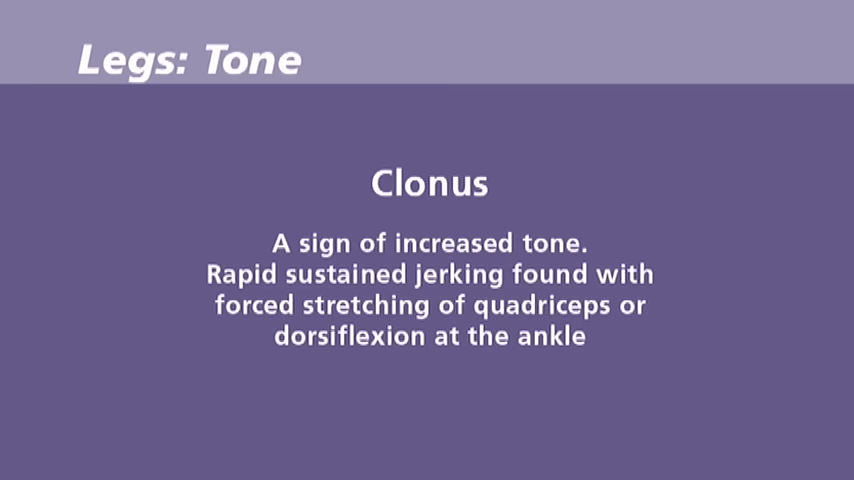 Legs: Tone
Clonus
A sign of increased tone.
Rapid sustained jerking found with
forced stretching of quadriceps or
dorsiflexion at the ankle